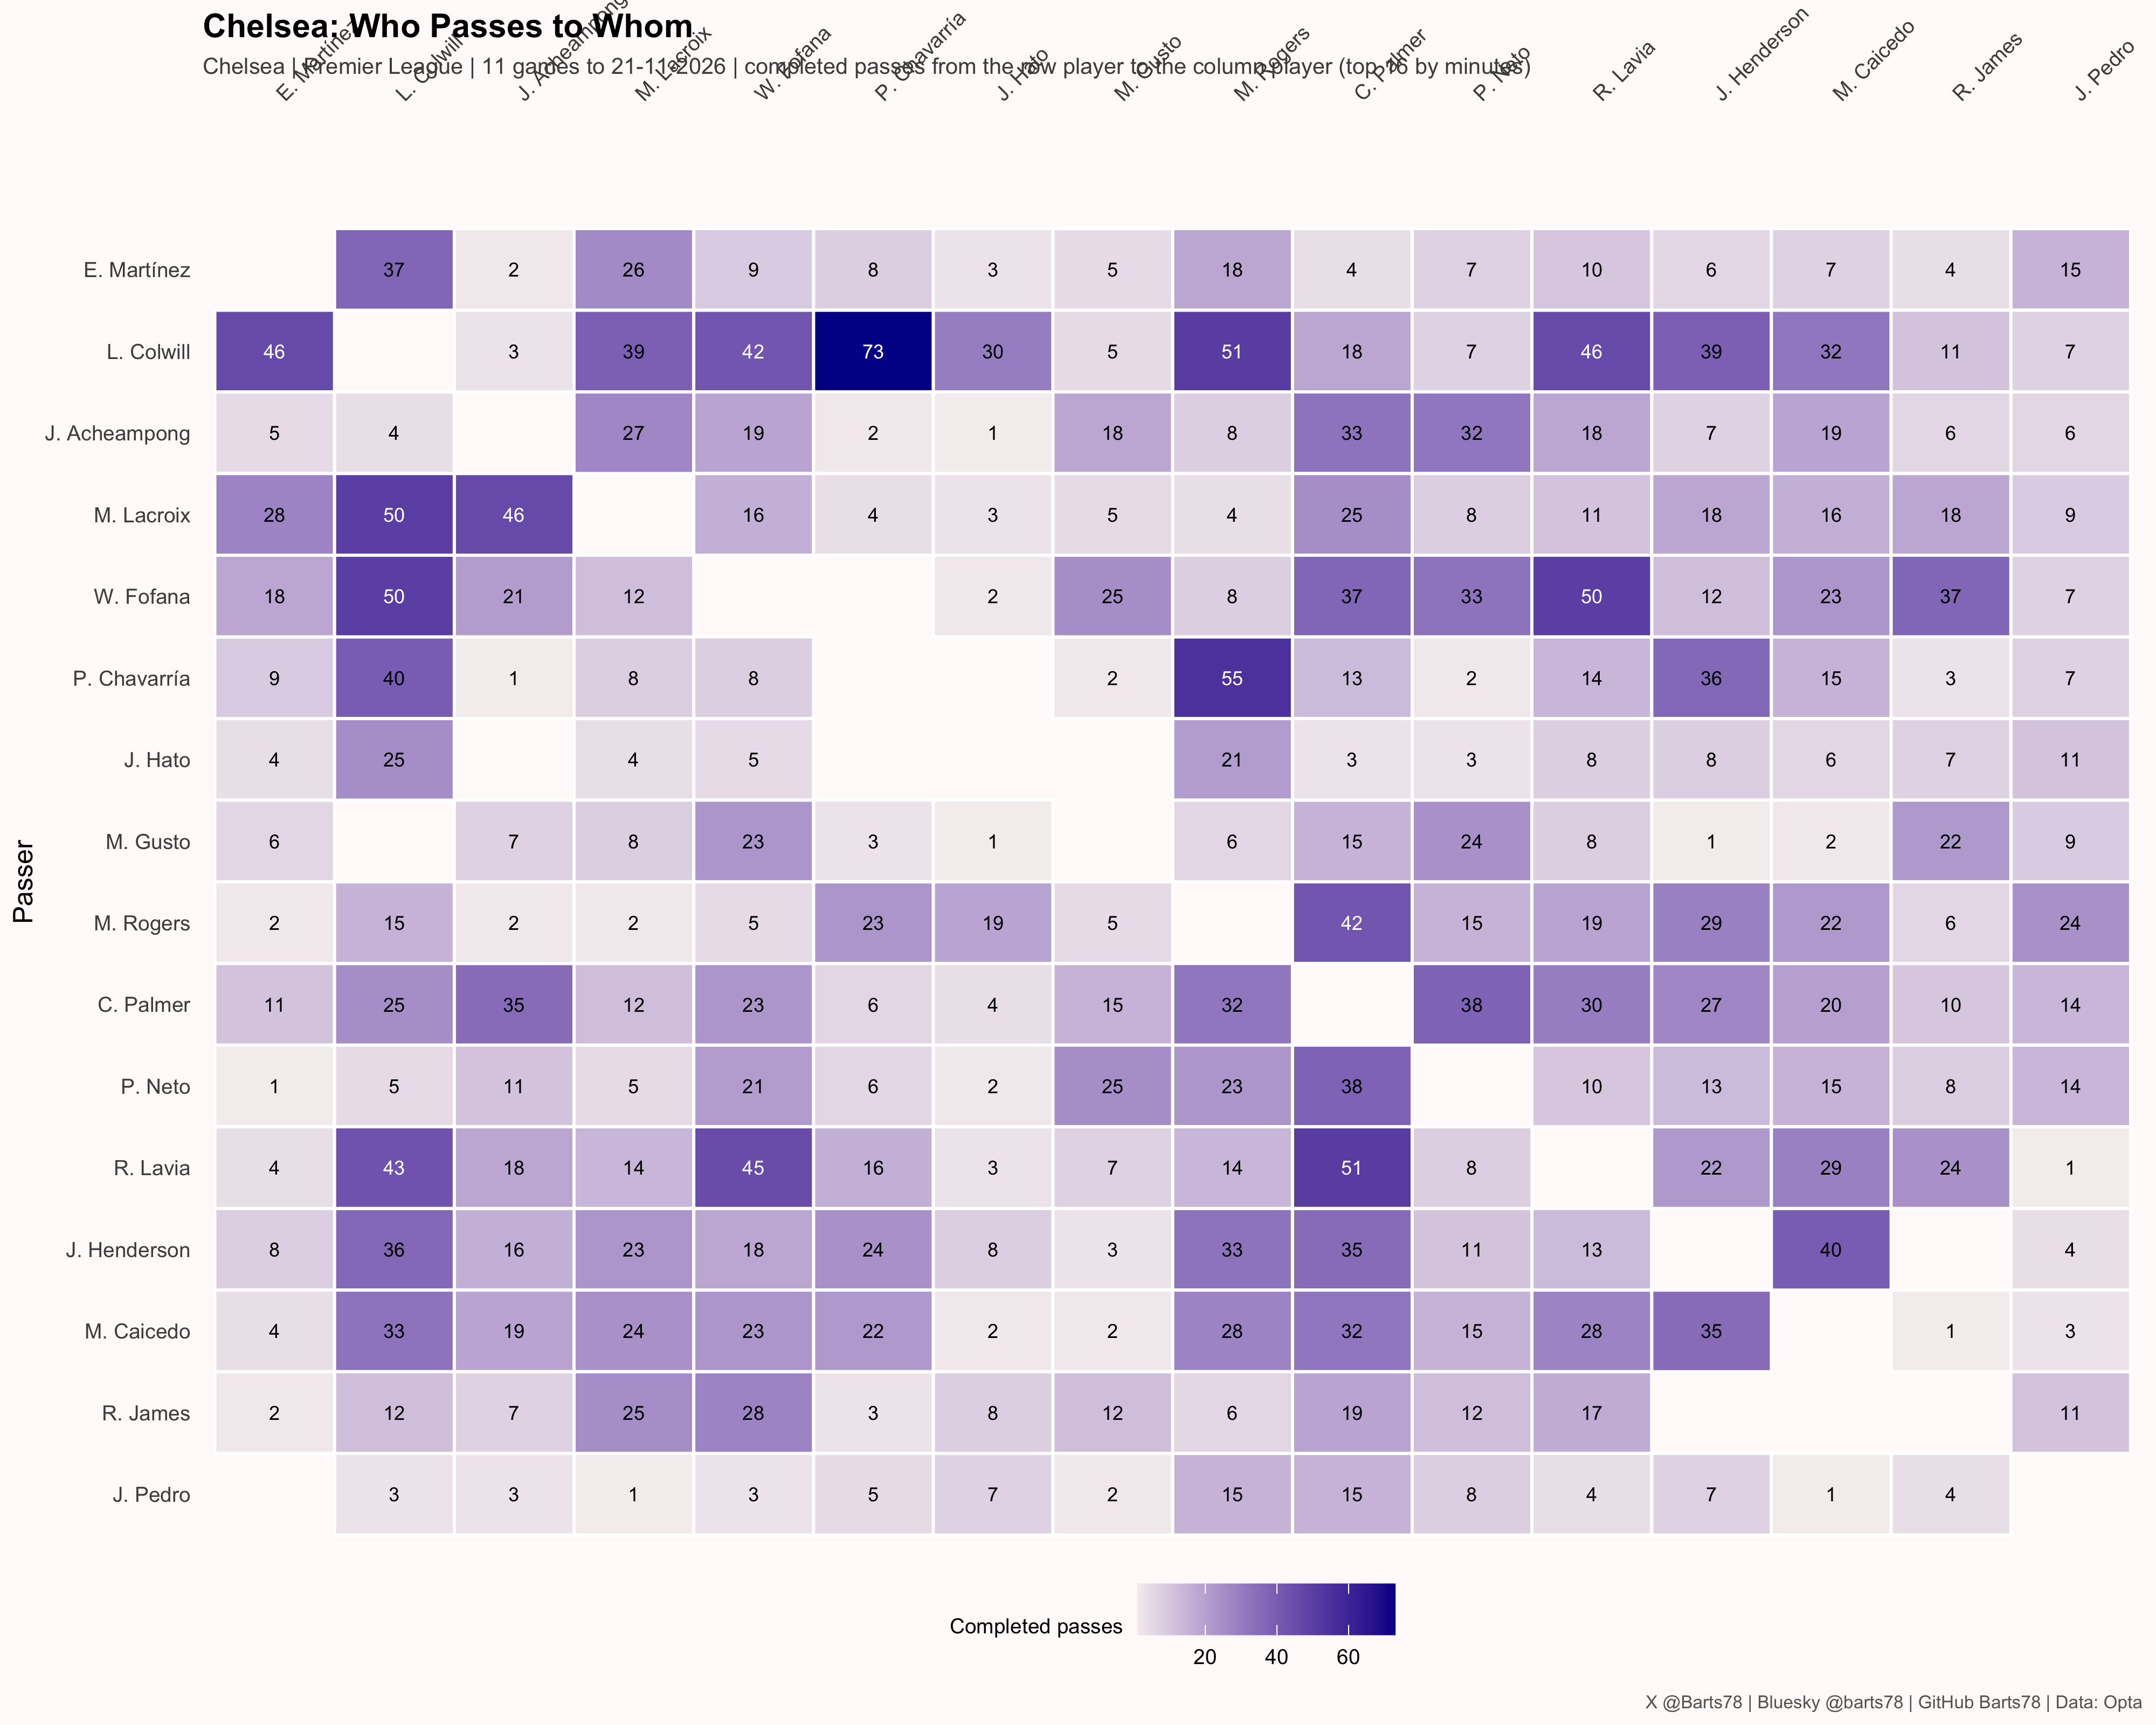 Chelsea: Who Passes to Whom
Chelsea | Premier League | 11 games to 21-11-2026 | completed passes from the row player to the column player (top 16 by minutes)
E. Martínez L. Colwill J. Acheampong M. Lacroix W. Fofana P. Chavarría J. Hato M. Gusto M. Rogers C. Palmer P. Neto R. Lavia J. Henderson M. Caicedo R. James J. Pedro
E. Martínez 37 2 26 9 8 3 5 18 4 7 10 6 7 4 15
L. Colwill 46 3 39 42 73 30 5 51 18 7 46 39 32 11 7
J. Acheampong 5 4 27 19 2 1 18 8 33 32 18 7 19 6 6
M. Lacroix 28 50 46 16 4 3 5 4 25 8 11 18 16 18 9
W. Fofana 18 50 21 12 2 25 8 37 33 50 12 23 37 7
P. Chavarría 9 40 1 8 8 2 55 13 2 14 36 15 3 7
J. Hato 4 25 4 5 21 3 3 8 8 6 7 11
M. Gusto 6 7 8 23 3 1 6 15 24 8 1 2 22 9
M. Rogers 2 15 2 2 5 23 19 5 42 15 19 29 22 6 24
C. Palmer 11 25 35 12 23 6 4 15 32 38 30 27 20 10 14
P. Neto 1 5 11 5 21 6 2 25 23 38 10 13 15 8 14
R. Lavia 4 43 18 14 45 16 3 7 14 51 8 22 29 24 1
J. Henderson 8 36 16 23 18 24 8 3 33 35 11 13 40 4
M. Caicedo 4 33 19 24 23 22 2 2 28 32 15 28 35 1 3
R. James 2 12 7 25 28 3 8 12 6 19 12 17 11
J. Pedro 3 3 1 3 5 7 2 15 15 8 4 7 1 4
Passer
Completed passes
20 40 60
X @Barts78 | Bluesky @barts78 | GitHub Barts78 | Data: Opta